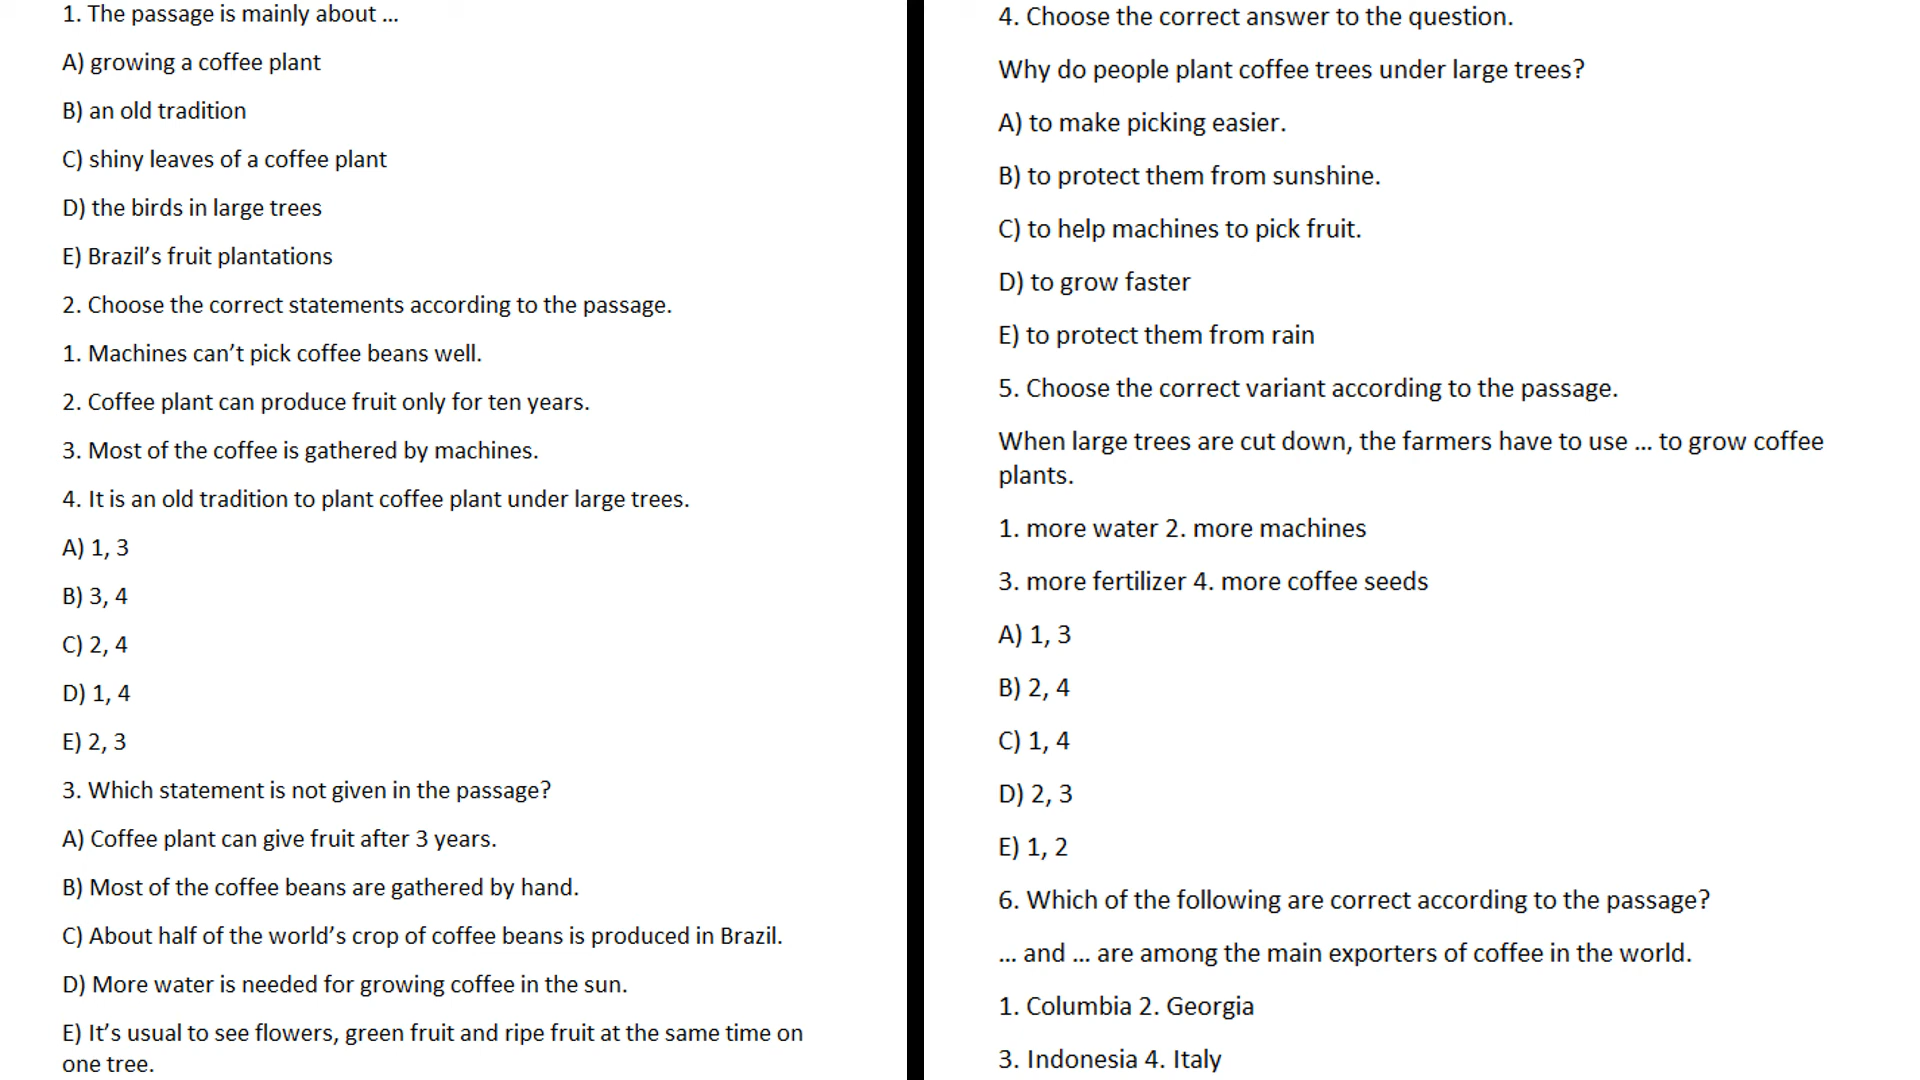 1. The passage is mainly about ...
A) growing a coffee plant
B) an old tradition
C) shiny leaves of a coffee plant
D) the birds in large trees
E) Brazil’s fruit plantations
2. Choose the correct statements according to the passage.
1. Machines can’t pick coffee beans well.
2. Coffee plant can produce fruit only for ten years.
3. Most of the coffee is gathered by machines.
4. It is an old tradition to plant coffee plant under large trees.
A) 1, 3
B) 3, 4
C) 2, 4
D) 1, 4
E) 2, 3
3. Which statement is not given in the passage?
A) Coffee plant can give fruit after 3 years.
B) Most of the coffee beans are gathered by hand.
C) About half of the world’s crop of coffee beans is produced in Brazil.
D) More water is needed for growing coffee in the sun.
E) It’s usual to see flowers, green fruit and ripe fruit at the same time on
one tree.
4. Choose the correct answer to the question.
Why do people plant coffee trees under large trees?
A) to make picking easier.
B) to protect them from sunshine.
C) to help machines to pick fruit.
D) to grow faster
E) to protect them from rain
5. Choose the correct variant according to the passage.
When large trees are cut down, the farmers have to use ... to grow coffee
plants.
1. more water 2. more machines
3. more fertilizer 4. more coffee seeds
A) 1, 3
B) 2, 4
C) 1, 4
D) 2, 3
E) 1, 2
6. Which of the following are correct according to the passage?
... and ... are among the main exporters of coffee in the world.
1. Columbia 2. Georgia
3. Indonesia 4. Italy